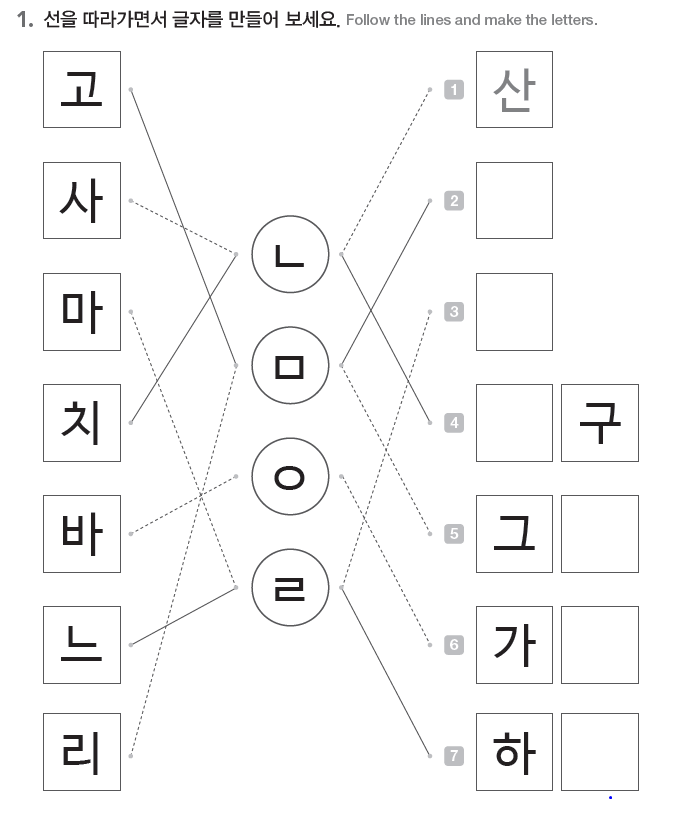 1. 선을 따라가면서 글자를 만들어 보세요. Follow the lines and make the letters.
고 1 산
사 2
ㄴ
마 3
ㅁ
치 4 구
ㅇ
바 5 그
ㄹ
느 6 가
리 7 하